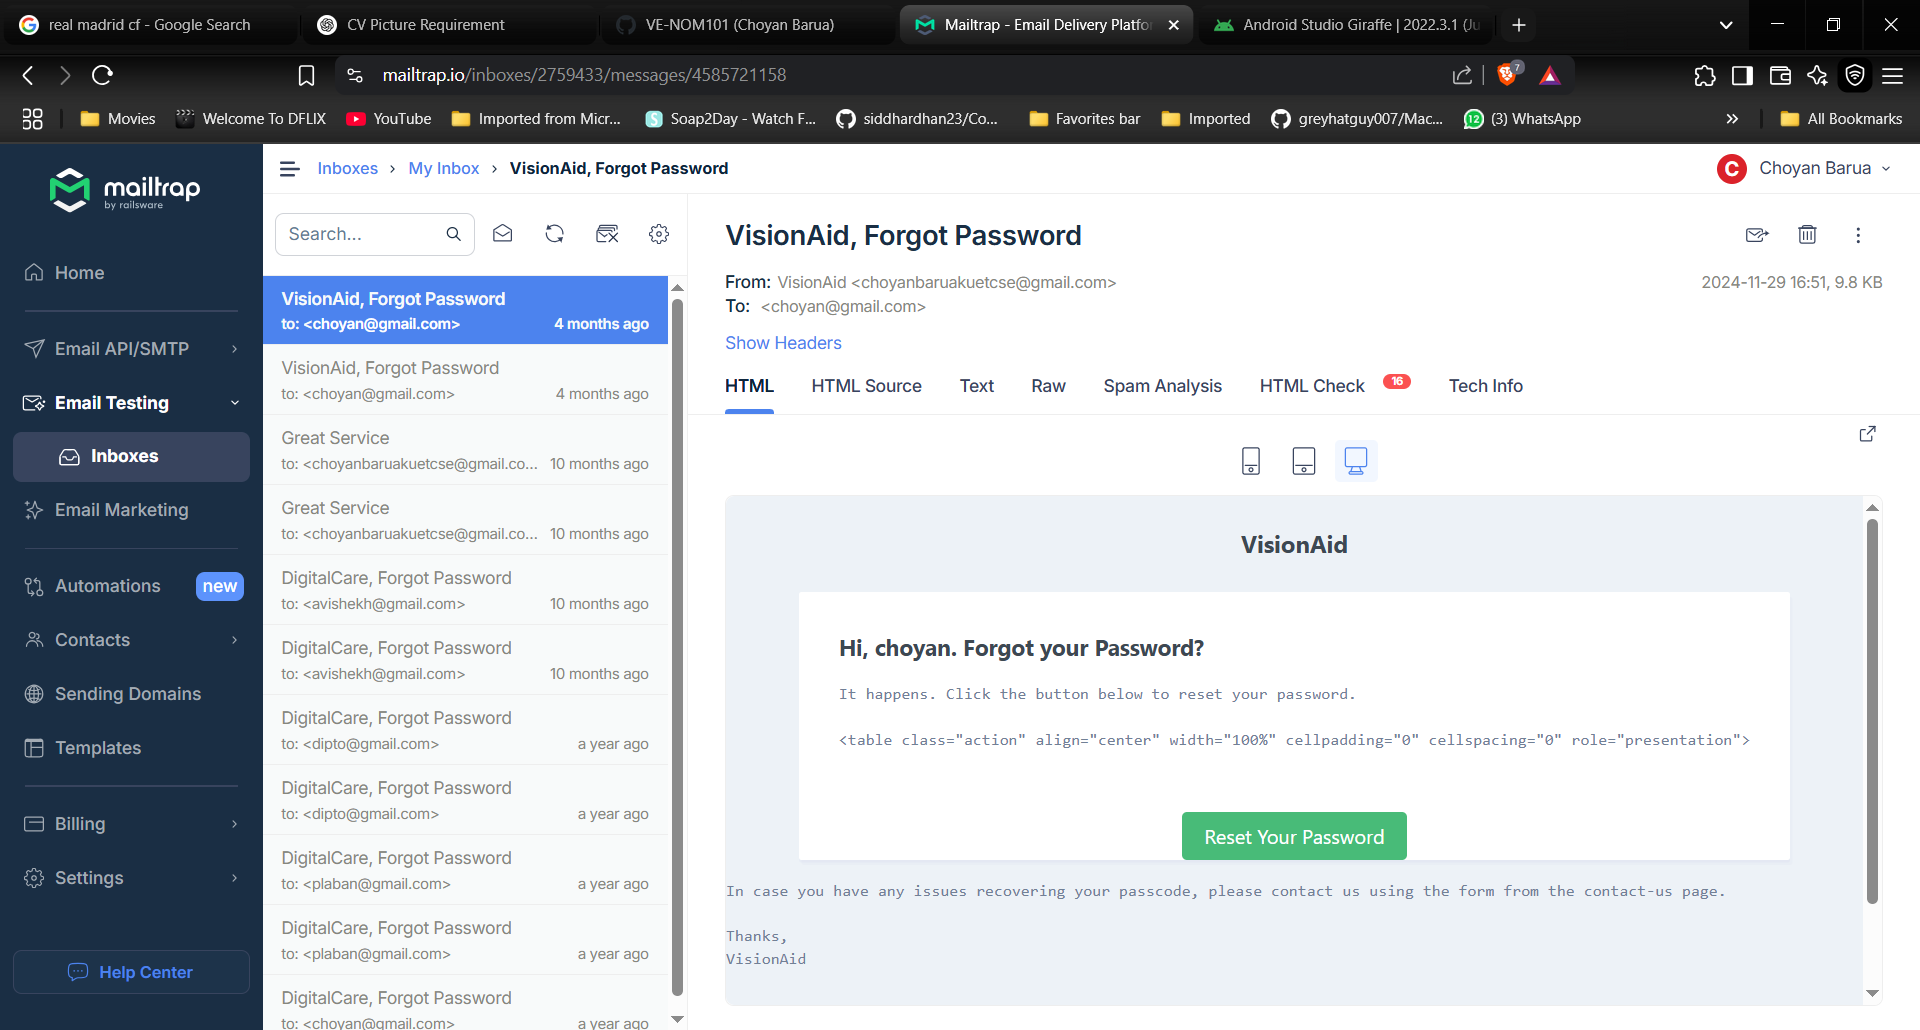 real madrid cf - Google Search
CV Picture Requirement
VE-NOM101 (Choyan Barua)
Mailtrap - Email Delivery Platfo
Android Studio Giraffe | 2022.3.1 (Ju
mailtrap.io/inboxes/2759433/messages/4585721158
7
Movies
Welcome To DFLIX
YouTube
Imported from Micr...
Soap2Day - Watch F...
siddhardhan23/Co...
Favorites bar
Imported
greyhatguy007/Mac...
12
(3) WhatsApp
All Bookmarks
mailtrap
by railsware
Home
Email API/SMTP
Email Testing
Inboxes
Email Marketing
Automations
new
Contacts
Sending Domains
Templates
Billing
Settings
Help Center
Inboxes › My Inbox › VisionAid, Forgot Password
C
Choyan Barua
Search...
VisionAid, Forgot Password
to: <choyan@gmail.com> 4 months ago
VisionAid, Forgot Password
to: <choyan@gmail.com> 4 months ago
Great Service
to: <choyanbaruakuetcse@gmail.co... 10 months ago
Great Service
to: <choyanbaruakuetcse@gmail.co... 10 months ago
DigitalCare, Forgot Password
to: <avishekh@gmail.com> 10 months ago
DigitalCare, Forgot Password
to: <avishekh@gmail.com> 10 months ago
DigitalCare, Forgot Password
to: <dipto@gmail.com> a year ago
DigitalCare, Forgot Password
to: <dipto@gmail.com> a year ago
DigitalCare, Forgot Password
to: <plaban@gmail.com> a year ago
DigitalCare, Forgot Password
to: <plaban@gmail.com> a year ago
DigitalCare, Forgot Password
to: <choyan@gmail.com> a year ago
VisionAid, Forgot Password
From: VisionAid <choyanbaruakuetcse@gmail.com>
2024-11-29 16:51, 9.8 KB
To: <choyan@gmail.com>
Show Headers
HTML
HTML Source
Text
Raw
Spam Analysis
HTML Check
16
Tech Info
VisionAid
Hi, choyan. Forgot your Password?
It happens. Click the button below to reset your password.
<table class="action" align="center" width="100%" cellpadding="0" cellspacing="0" role="presentation">
Reset Your Password
In case you have any issues recovering your passcode, please contact us using the form from the contact-us page.
Thanks,
VisionAid